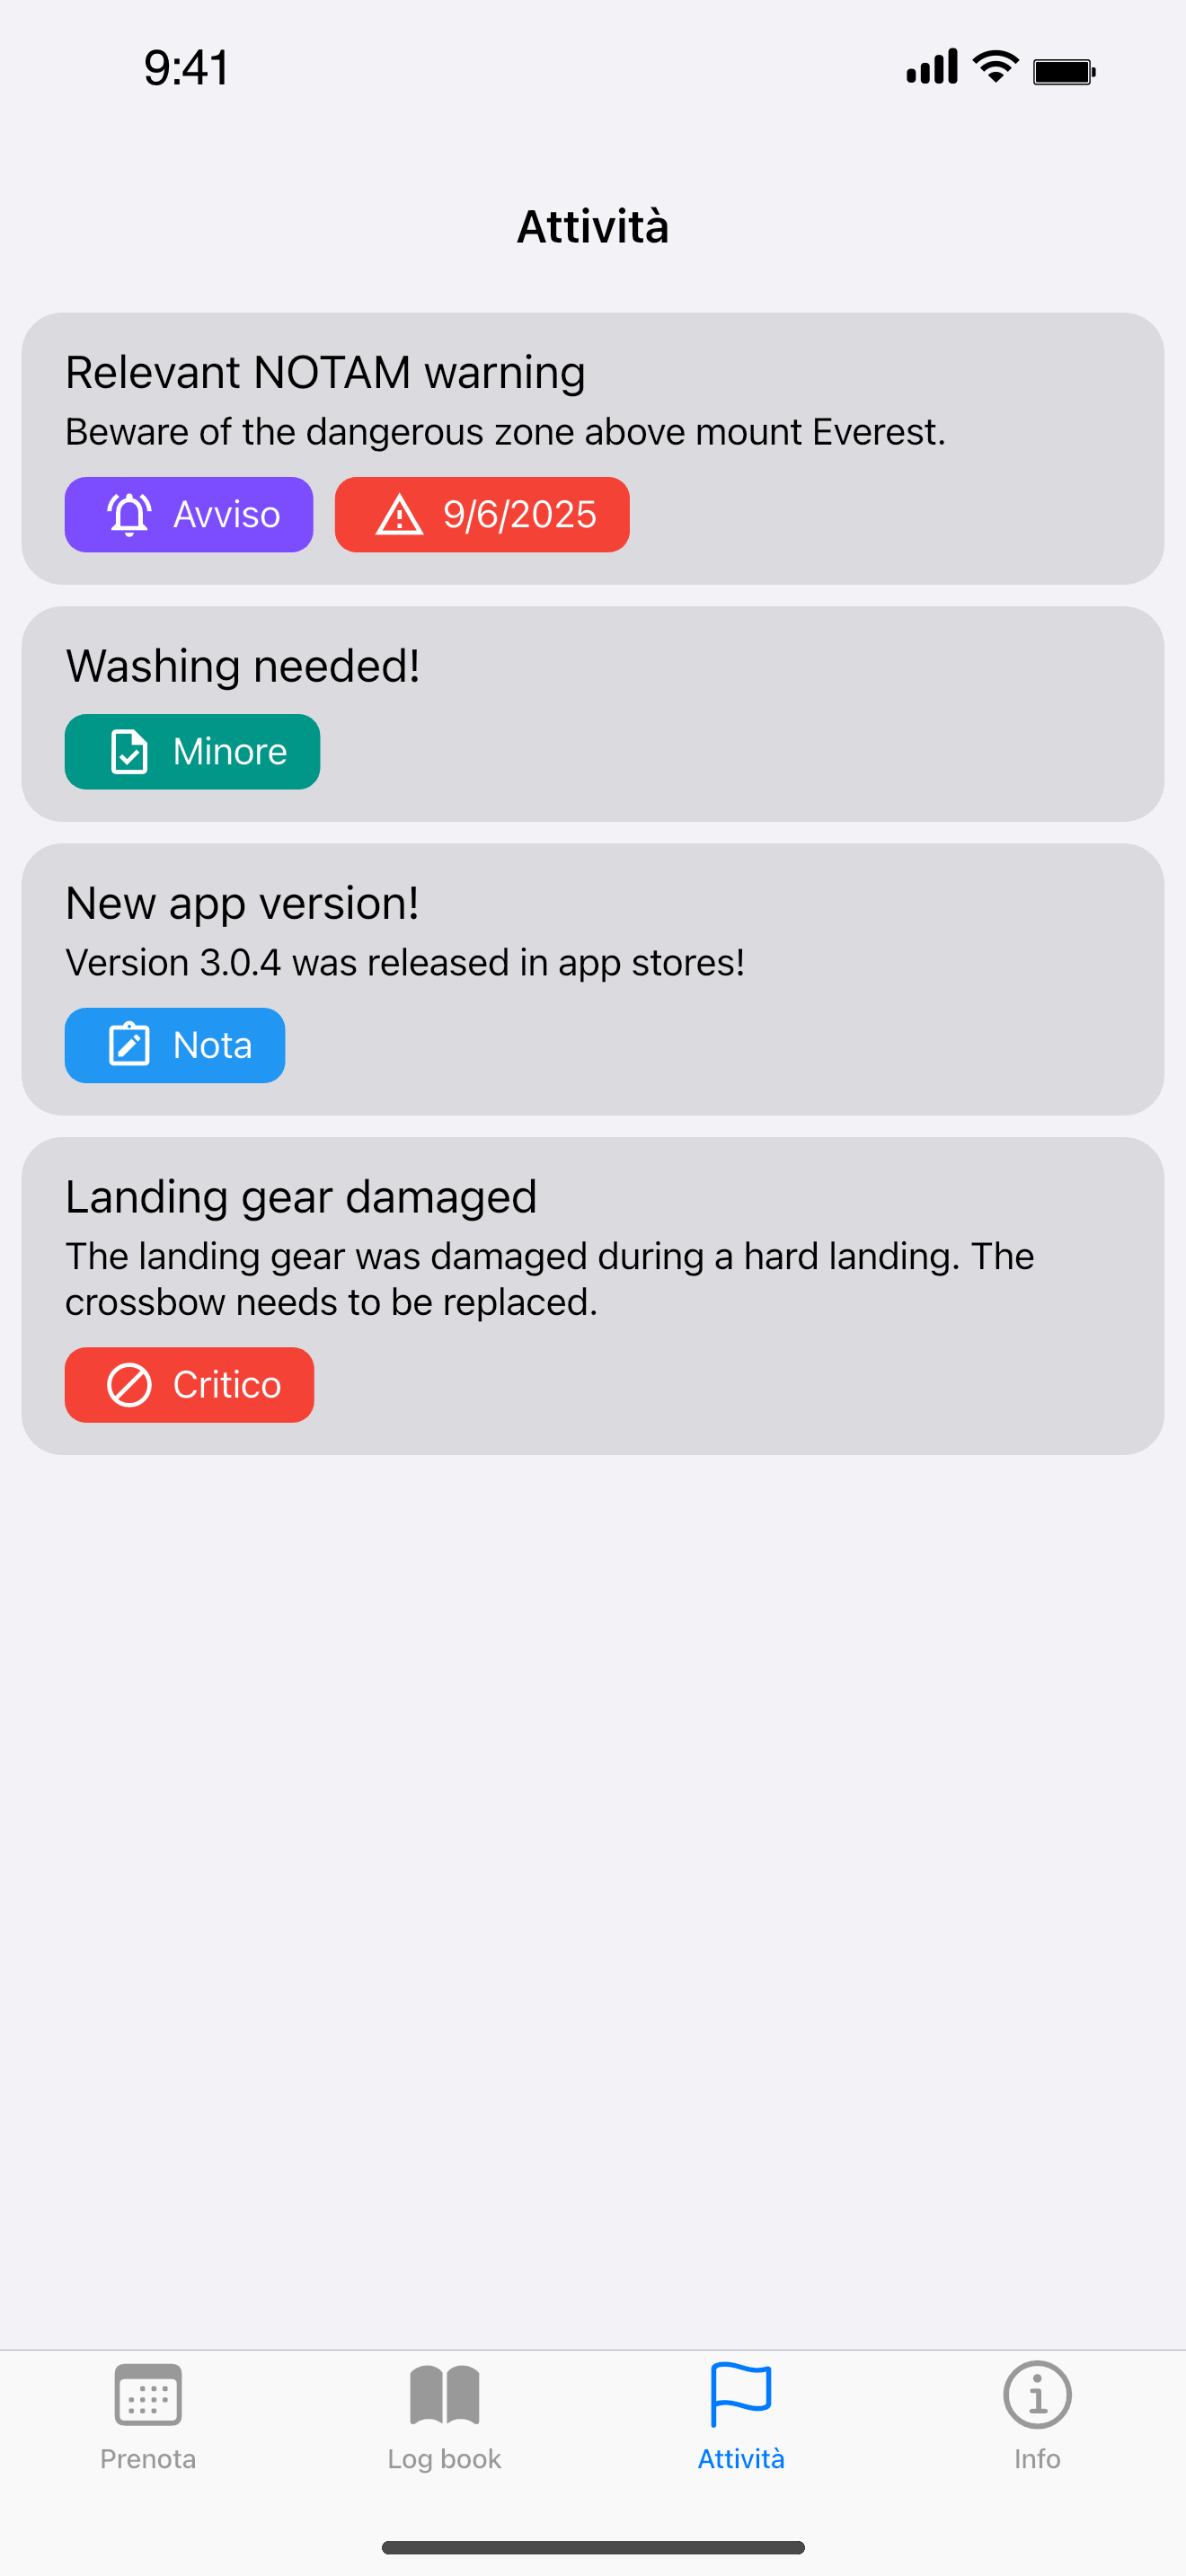 9:41
Attività
Relevant NOTAM warning
Beware of the dangerous zone above mount Everest.
Avviso
9/6/2025
Washing needed!
Minore
New app version!
Version 3.0.4 was released in app stores!
Nota
Landing gear damaged
The landing gear was damaged during a hard landing. The
crossbow needs to be replaced.
Critico
Prenota
Log book
Attività
Info